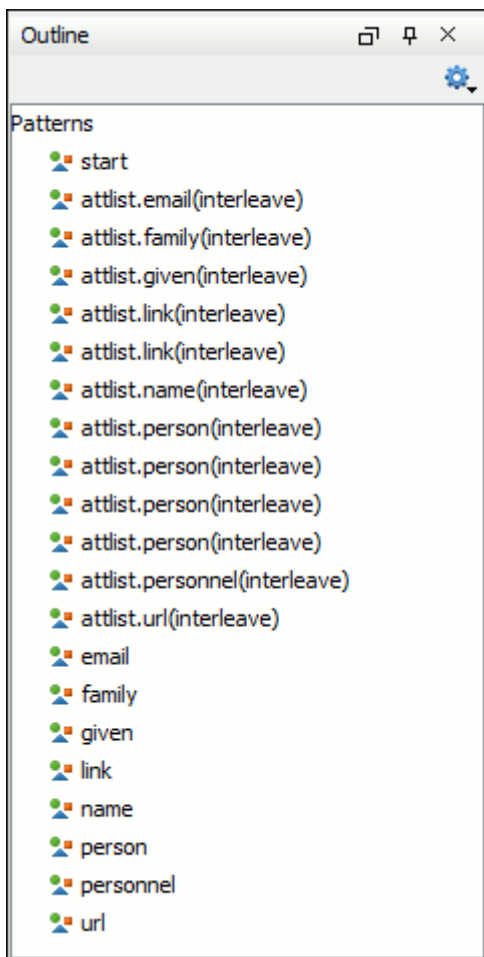 Outline
Patterns
start
attlist.email(interleave)
attlist.family(interleave)
attlist.given(interleave)
attlist.link(interleave)
attlist.link(interleave)
attlist.name(interleave)
attlist.person(interleave)
attlist.person(interleave)
attlist.person(interleave)
attlist.person(interleave)
attlist.personnel(interleave)
attlist.url(interleave)
email
family
given
link
name
person
personnel
url